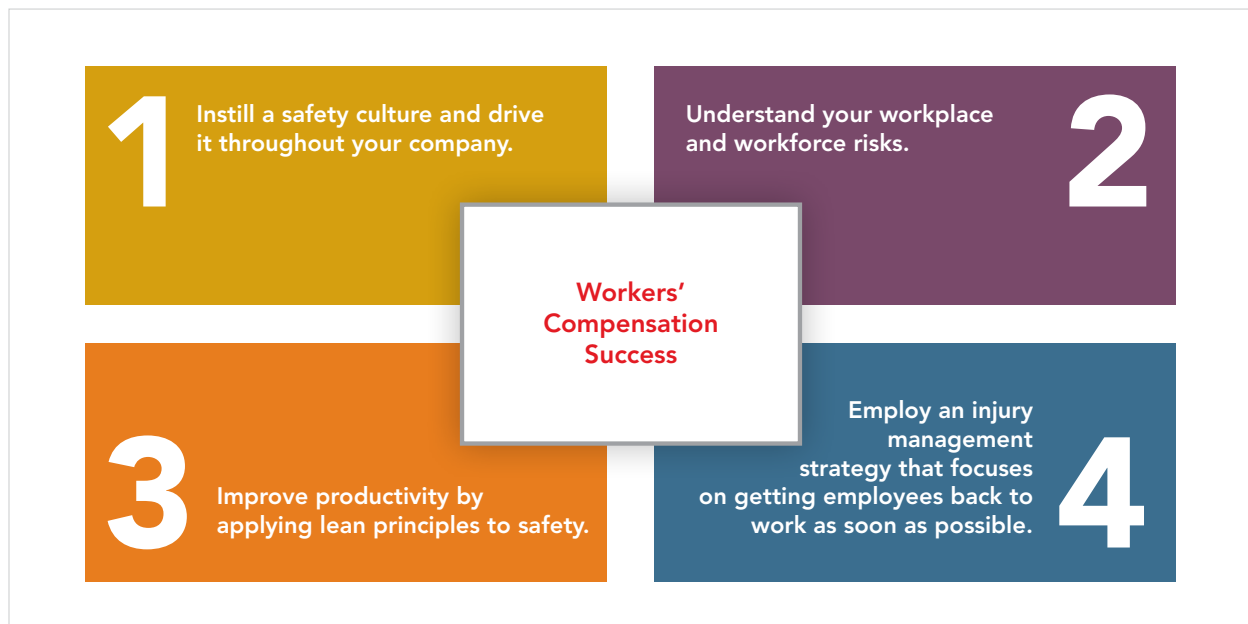 1
Instill a safety culture and drive
it throughout your company.
Understand your workplace
and workforce risks.
2
Workers’
Compensation
Success
3
Improve productivity by
applying lean principles to safety.
Employ an injury
management
strategy that focuses
on getting employees back to
work as soon as possible.
4